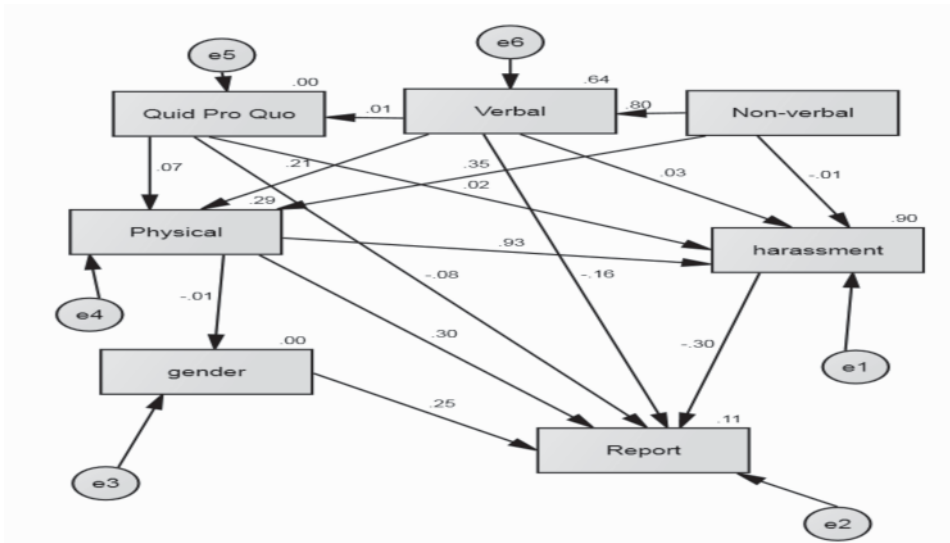 e5
e6
.00
.64
Quid Pro Quo
.01
Verbal
.80
Non-verbal
.07
.21
.35
.03
-.01
.02
.29
.90
Physical
.93
harassment
-.01
-.08
-.16
e4
.30
-.30
.00
e1
gender
.25
.11
Report
e3
e2